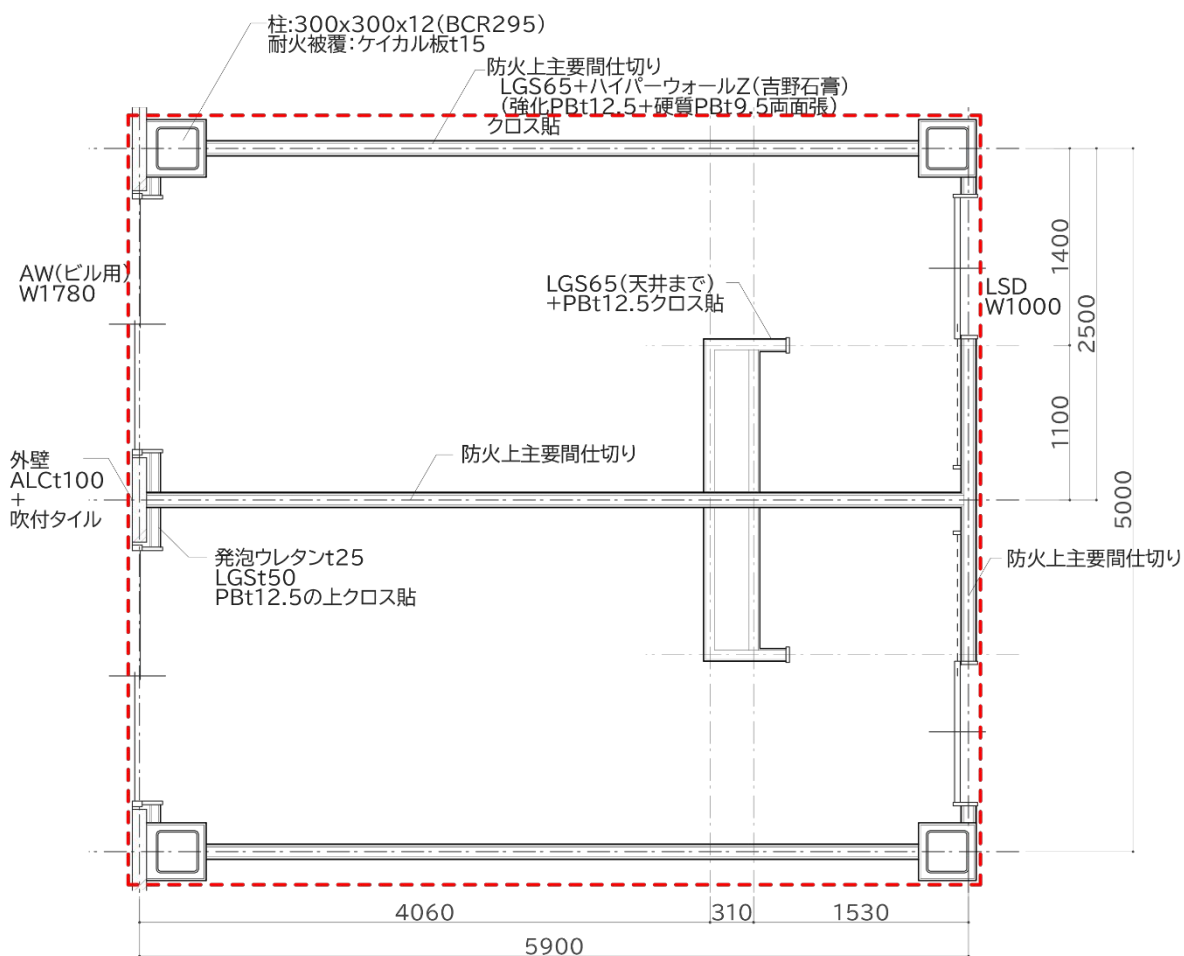 柱:300x300x12(BCR295)
耐火被覆:ケイカル板t15
防火上主要間仕切り
LGS65+ハイパーウォールZ(吉野石膏)
(強化PBt12.5+硬質PBt9.5両面張)
クロス貼
AW(ビル用)
W1780
LGS65(天井まで)
+PBt12.5クロス貼
LSD
W1000
1400
2500
1100
5000
外壁
ALCt100
+
吹付タイル
防火上主要間仕切り
発泡ウレタンt25
LGSt50
PBt12.5の上クロス貼
防火上主要間仕切り
4060
310
1530
5900